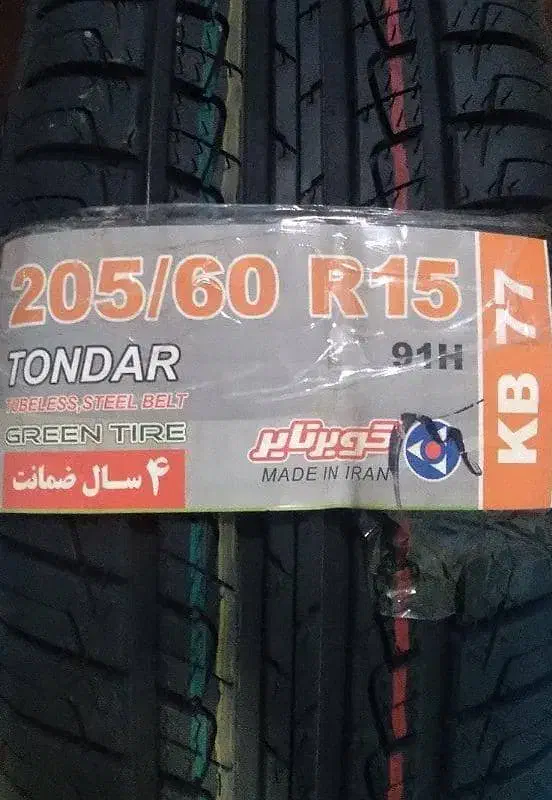 205/60 R15
TONDAR
91H
TUBELESS,STEEL BELT
GREEN TIRE
کویرتایر
MADE IN IRAN
۴ سال ضمانت
KB 77